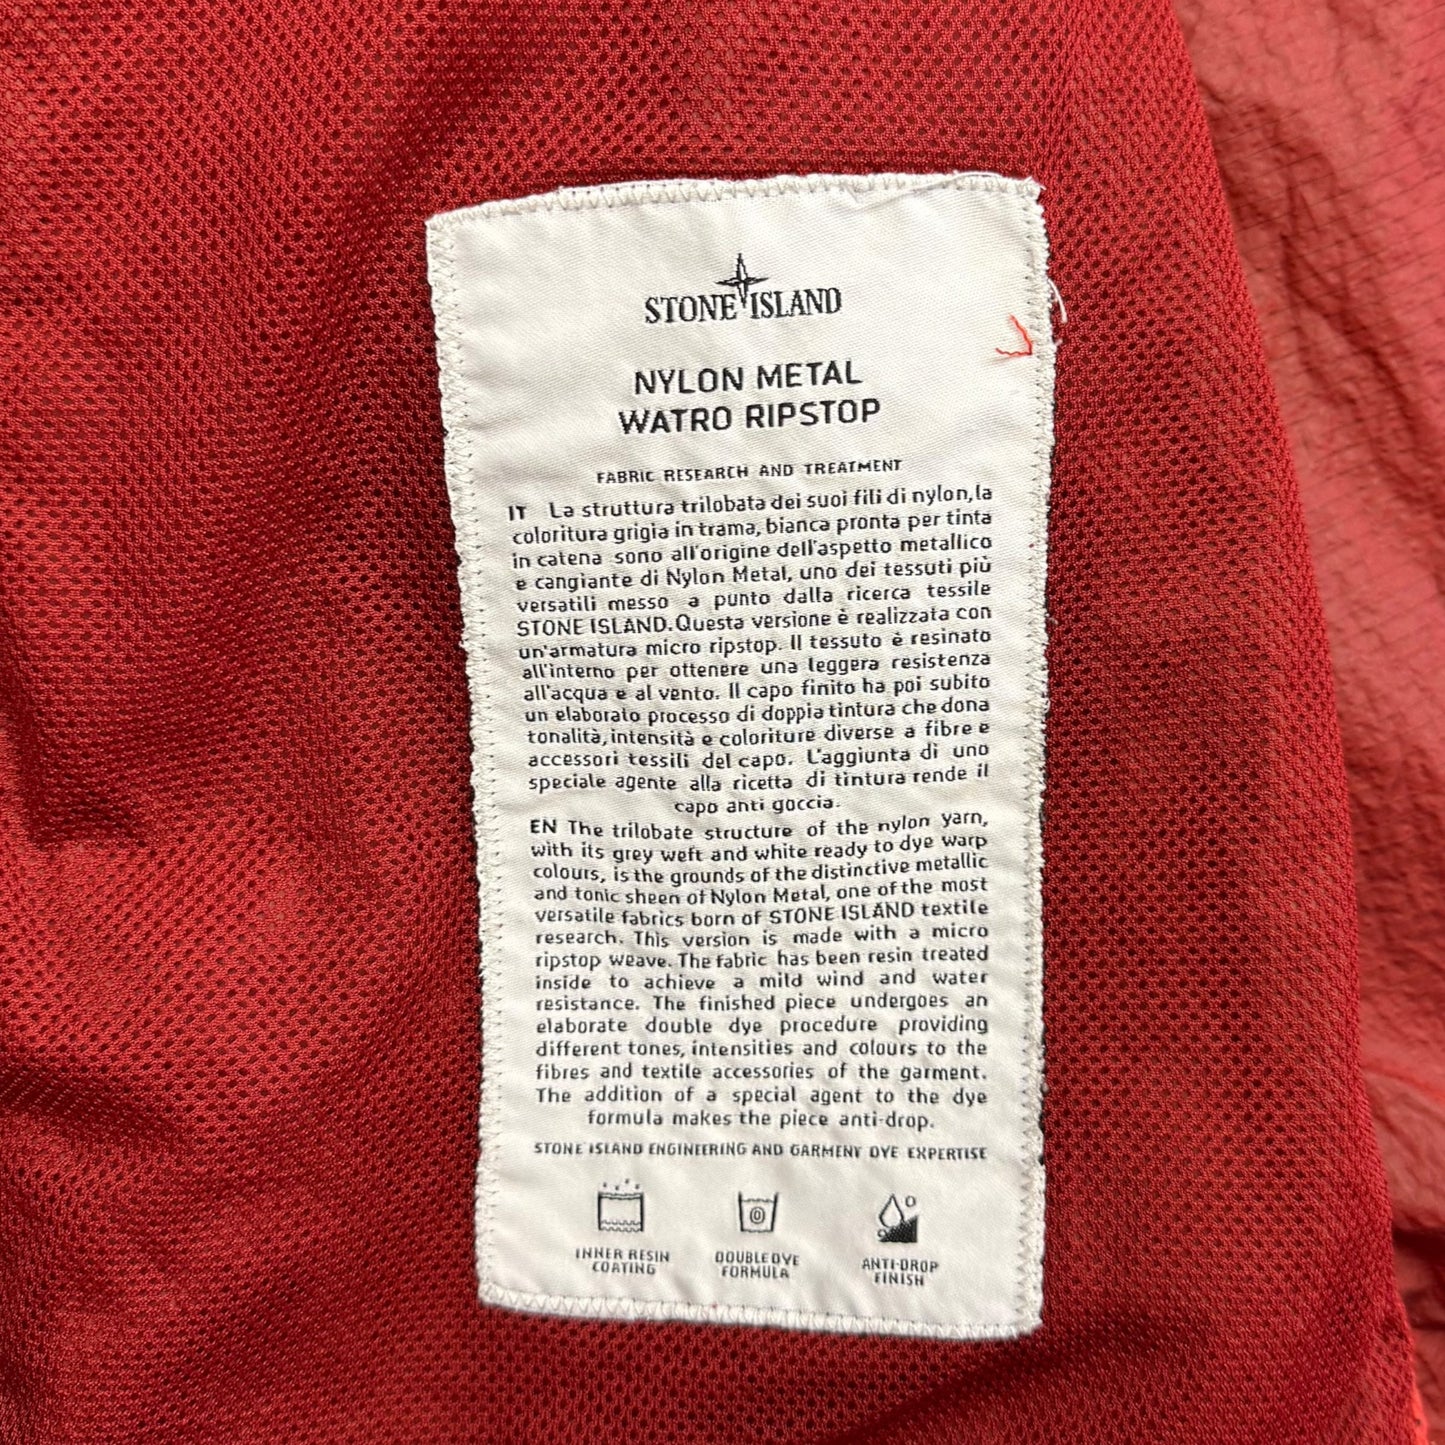 STONE ISLAND
NYLON METAL
WATRO RIPSTOP
FABRIC RESEARCH AND TREATMENT
IT La struttura trilobata dei suoi fili di nylon, la
coloritura grigia in trama, bianca pronta per tinta
in catena sono all'origine dell'aspetto metallico
e cangiante di Nylon Metal, uno dei tessuti più
versatili messo a punto dalla ricerca tessile
STONE ISLAND. Questa versione è realizzata con
un'armatura micro ripstop. Il tessuto è resinato
all'interno per ottenere una leggera resistenza
all'acqua e al vento. Il capo finito ha poi subito
un elaborato processo di doppia tintura che dona
tonalità, intensità e coloriture diverse a fibre e
accessori tessili del capo. L'aggiunta di uno
speciale agente alla ricetta di tintura rende il
capo anti goccia.
EN The trilobate structure of the nylon yarn,
with its grey weft and white ready to dye warp
colours, is the grounds of the distinctive metallic
and tonic sheen of Nylon Metal, one of the most
versatile fabrics born of STONE ISLAND textile
research. This version is made with a micro
ripstop weave. The fabric has been resin treated
inside to achieve a mild wind and water
resistance. The finished piece undergoes an
elaborate double dye procedure providing
different tones, intensities and colours to the
fibres and textile accessories of the garment.
The addition of a special agent to the dye
formula makes the piece anti-drop.
STONE ISLAND ENGINEERING AND GARMENT DYE EXPERTISE
INNER RESIN
COATING
DOUBLE DYE
FORMULA
ANTI-DROP
FINISH